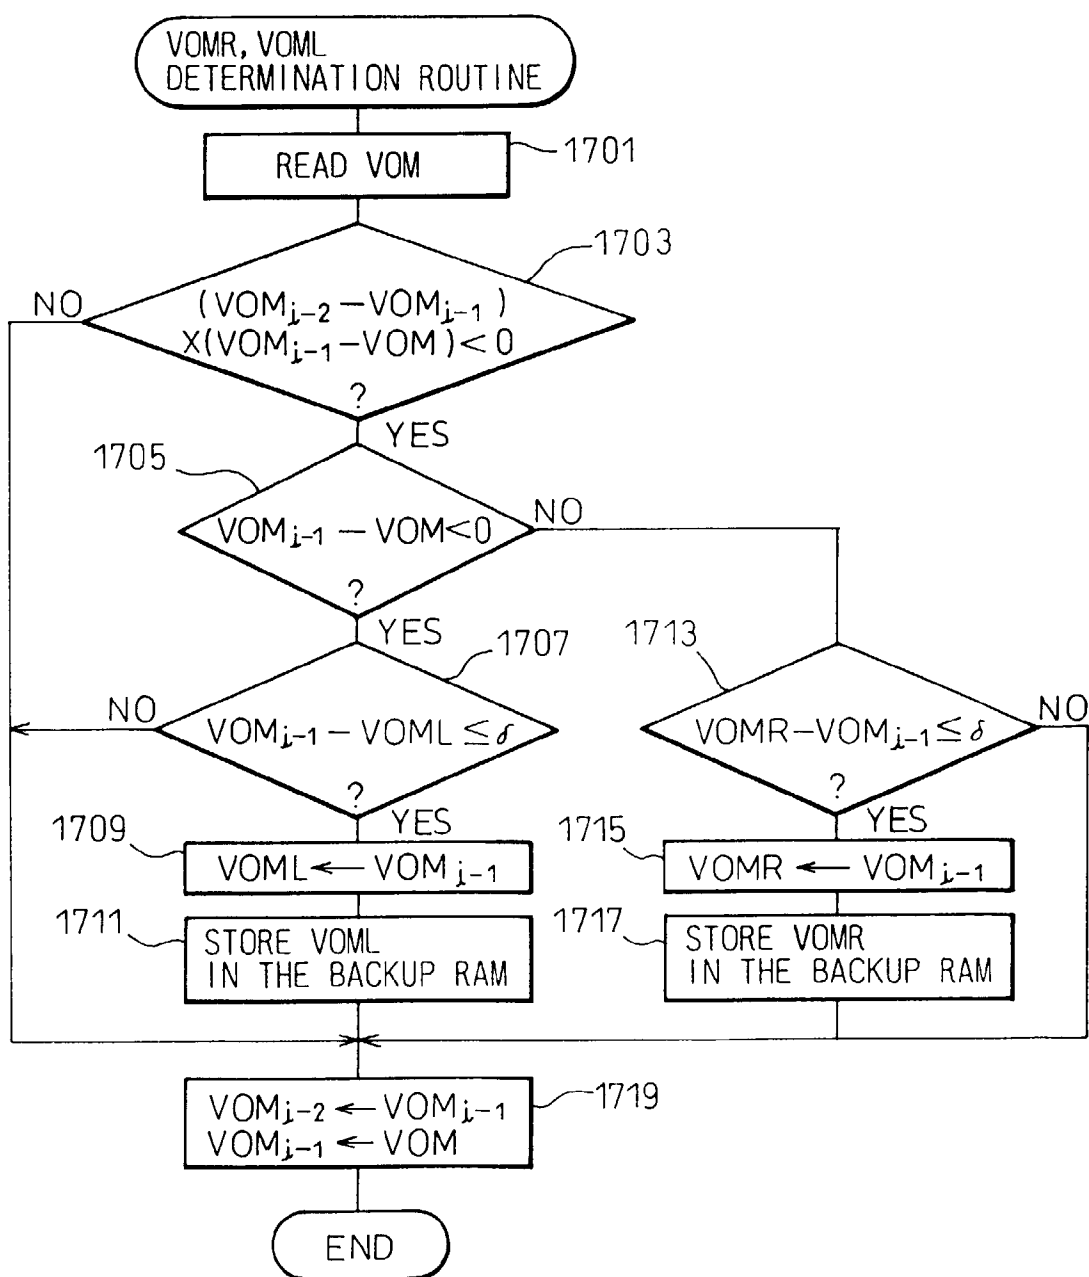 VOMR, VOML
DETERMINATION ROUTINE
READ VOM
1701
1703
NO
(VOMi-2 – VOMi-1)
X(VOMi-1 – VOM) < 0
?
YES
1705
VOMi-1 – VOM<0
?
NO
YES
1707
NO
VOMi-1 – VOML ≤ δ
?
YES
1713
VOMR – VOMi-1 ≤ δ
?
NO
YES
1709
VOML ← VOMi-1
1715
VOMR ← VOMi-1
1711
STORE VOML
IN THE BACKUP RAM
1717
STORE VOMR
IN THE BACKUP RAM
VOMi-2 ← VOMi-1
VOMi-1 ← VOM
1719
END